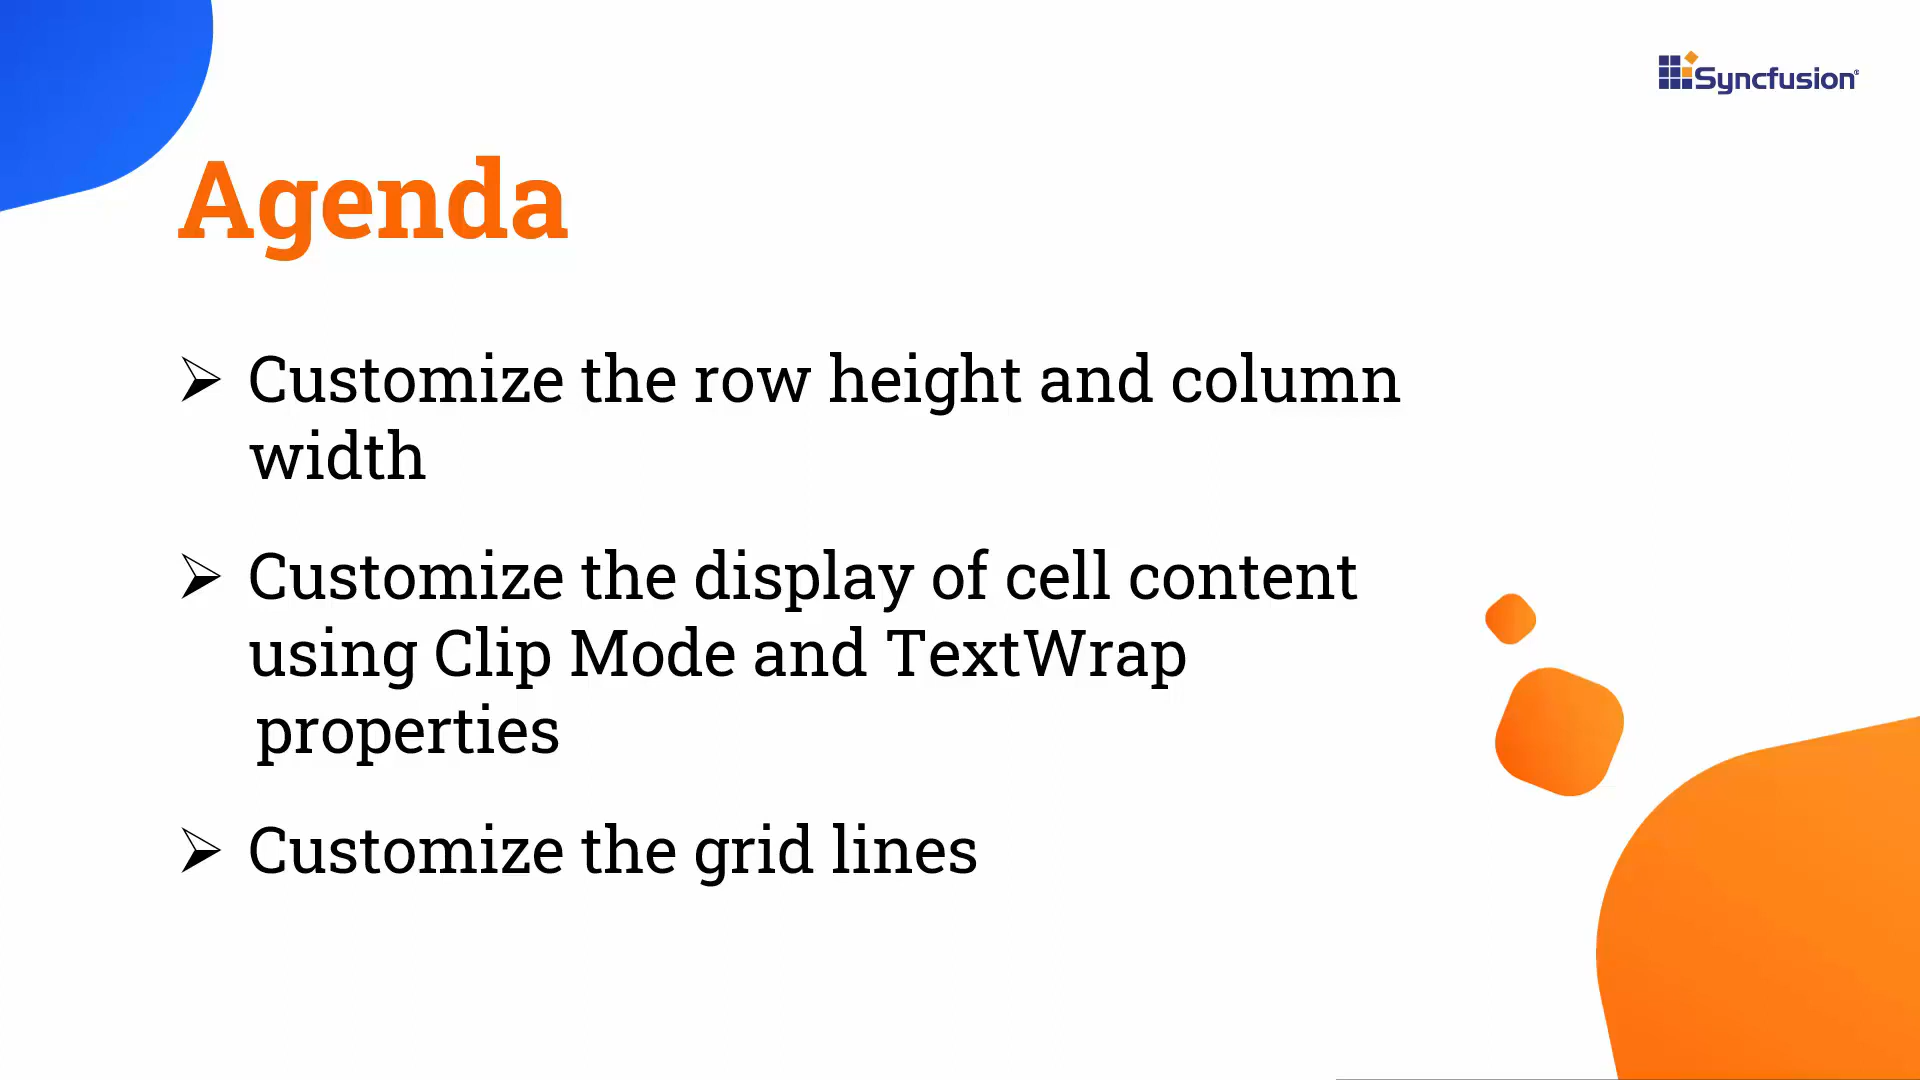 Syncfusion®
Agenda
➢ Customize the row height and column
width
➢ Customize the display of cell content
using Clip Mode and TextWrap
properties
➢ Customize the grid lines